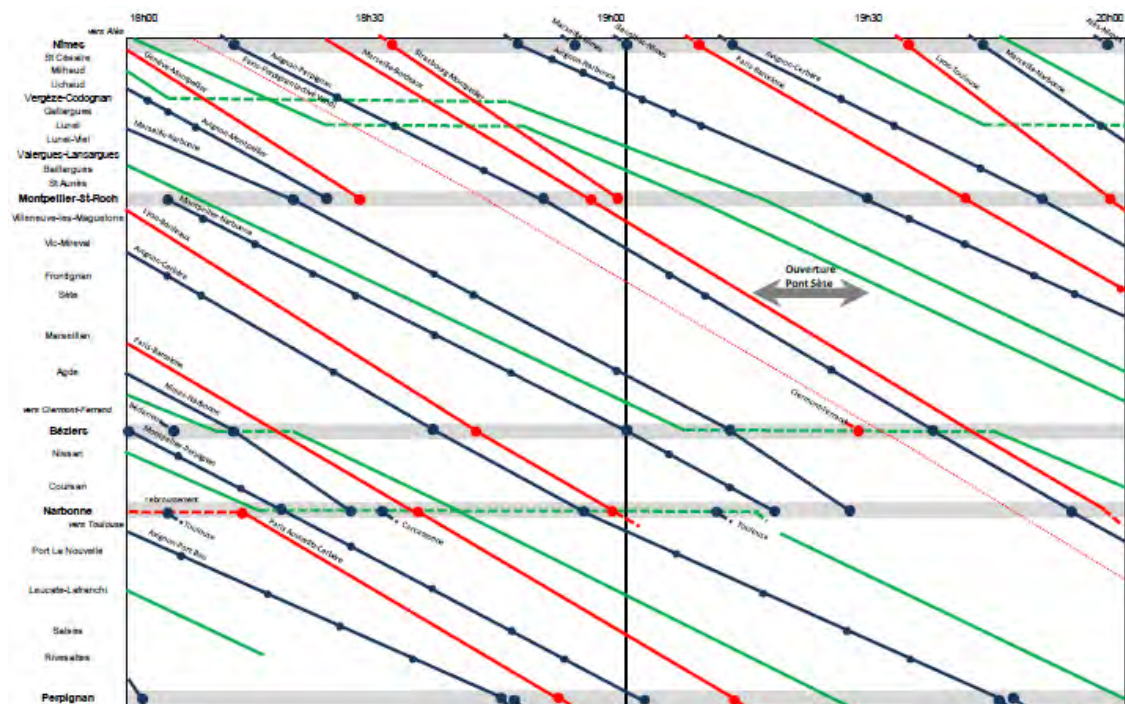 18h00 18h30 19h00 19h30 20h00
vers Alès
Nîmes
St Césaire
Milhaud
Uchaud
Vergèze-Codognan
Gallargues
Lunel
Lunel-Viel
Valergues-Lansargues
Baillargues
St Aunès
Montpellier-St-Roch
Villeneuve-les-Maguelone
Vic-Mireval
Frontignan
Sète
Marseillan
Agde
vers Clermont-Ferrand
Béziers
Nissan
Coursan
Narbonne
vers Toulouse
Port La Nouvelle
Leucate-Lafranchi
Salses
Rivesaltes
Perpignan
Genève-Montpellier
Avignon-Perpignan
Marseille-Bordeaux
Strasbourg-Montpellier
Avignon-Narbonne
Marseille-Nîmes
Avignon-Cerbère
Paris-Barcelone
Lyon-Toulouse
Marseille-Narbonne
Marseille-Narbonne
Avignon-Montpellier
Montpellier-Narbonne
Lyon-Bordeaux
Avignon-Cerbère
Ouverture
Pont Sète
Paris-Barcelone
Nîmes-Narbonne
Montpellier-Perpignan
Clermont-Ferrand
rebroussement
Toulouse
Carcassonne
Toulouse
Avignon-Port Bou